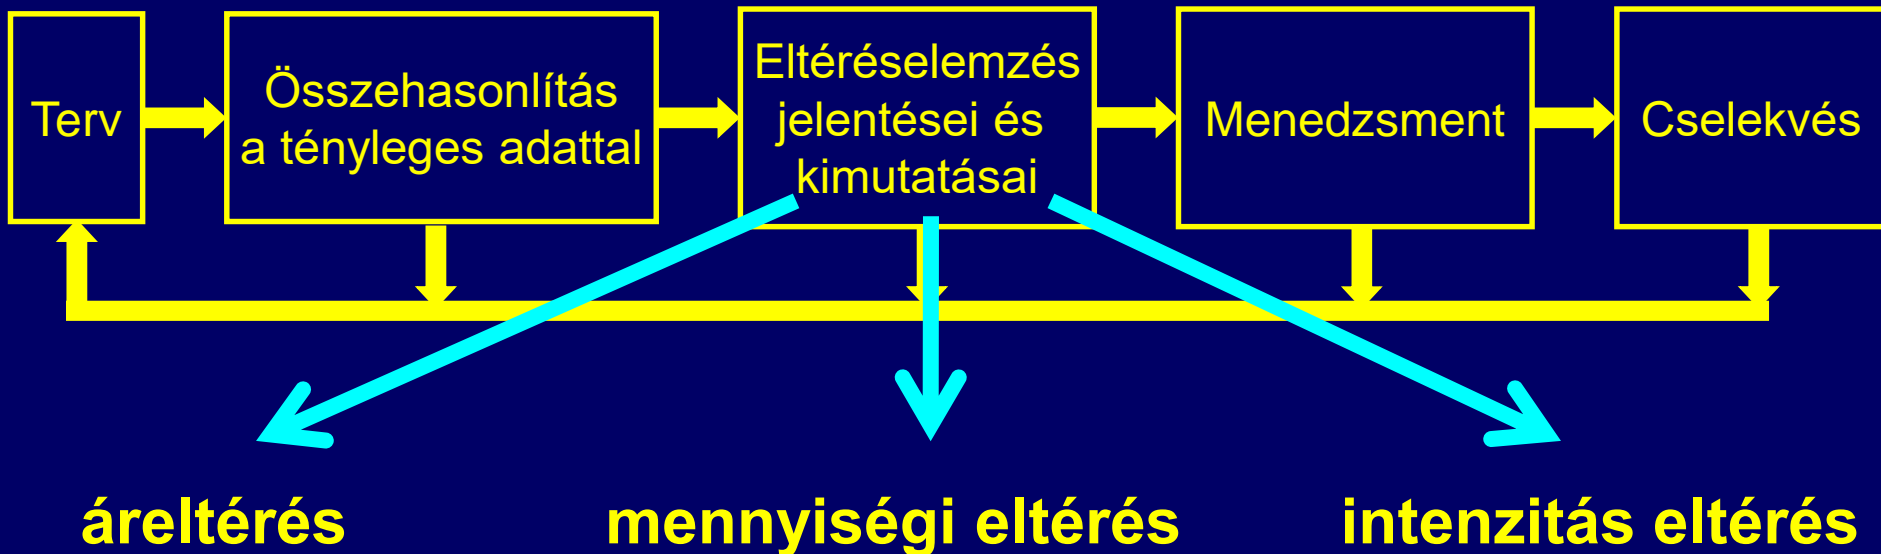 Terv
Összehasonlítás
a tényleges adattal
Eltéréselemzés
jelentései és
kimutatásai
Menedzsment
Cselekvés
áreltérés
mennyiségi eltérés
intenzitás eltérés